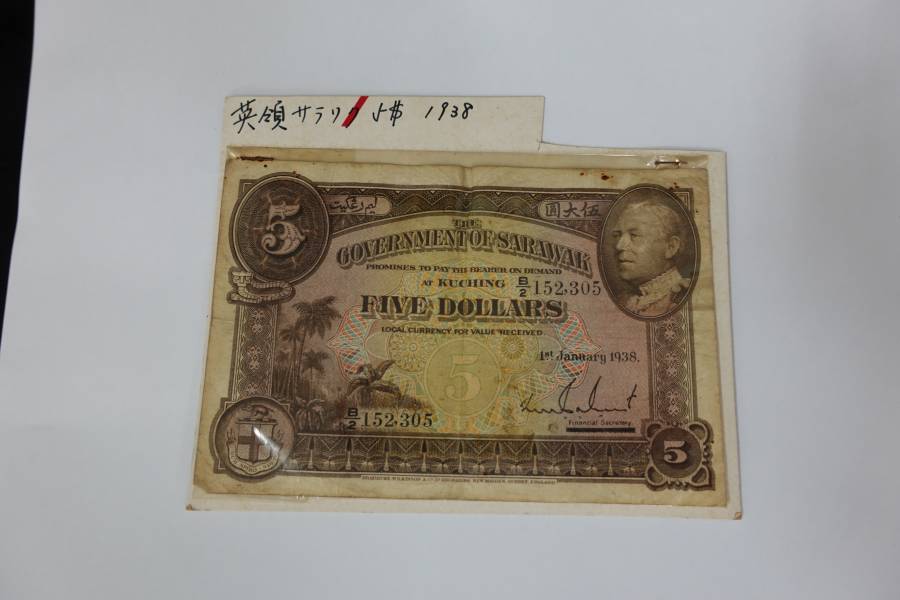 英領サラワク 5$ 1938
5
ليم رڠݢيت
伍大圓
THE
GOVERNMENT OF SARAWAK
PROMISES TO PAY THE BEARER ON DEMAND
AT KUCHING B/2 152,305
FIVE DOLLARS
LOCAL CURRENCY FOR VALUE RECEIVED
5
1st January 1938.
B/2 152,305
Financial Secretary.
5